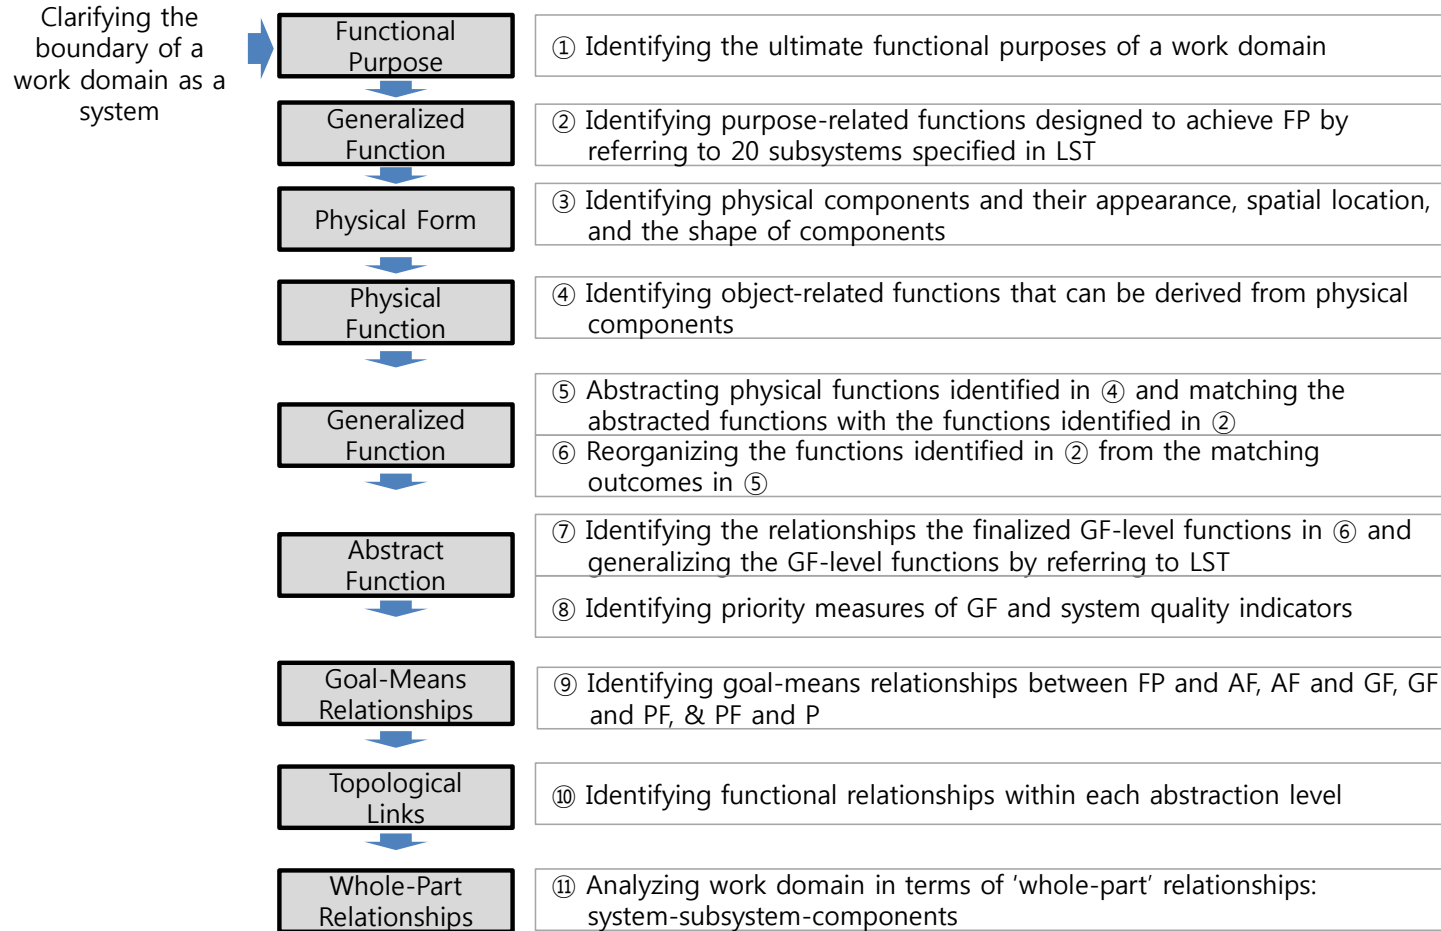 Clarifying the
boundary of a
work domain as a
system
Functional
Purpose
① Identifying the ultimate functional purposes of a work domain
Generalized
Function
② Identifying purpose-related functions designed to achieve FP by
referring to 20 subsystems specified in LST
Physical Form
③ Identifying physical components and their appearance, spatial location,
and the shape of components
Physical
Function
④ Identifying object-related functions that can be derived from physical
components
Generalized
Function
⑤ Abstracting physical functions identified in ④ and matching the
abstracted functions with the functions identified in ②
⑥ Reorganizing the functions identified in ② from the matching
outcomes in ⑤
Abstract
Function
⑦ Identifying the relationships the finalized GF-level functions in ⑥ and
generalizing the GF-level functions by referring to LST
⑧ Identifying priority measures of GF and system quality indicators
Goal-Means
Relationships
⑨ Identifying goal-means relationships between FP and AF, AF and GF, GF
and PF, & PF and P
Topological
Links
⑩ Identifying functional relationships within each abstraction level
Whole-Part
Relationships
⑪ Analyzing work domain in terms of ‘whole-part’ relationships:
system-subsystem-components